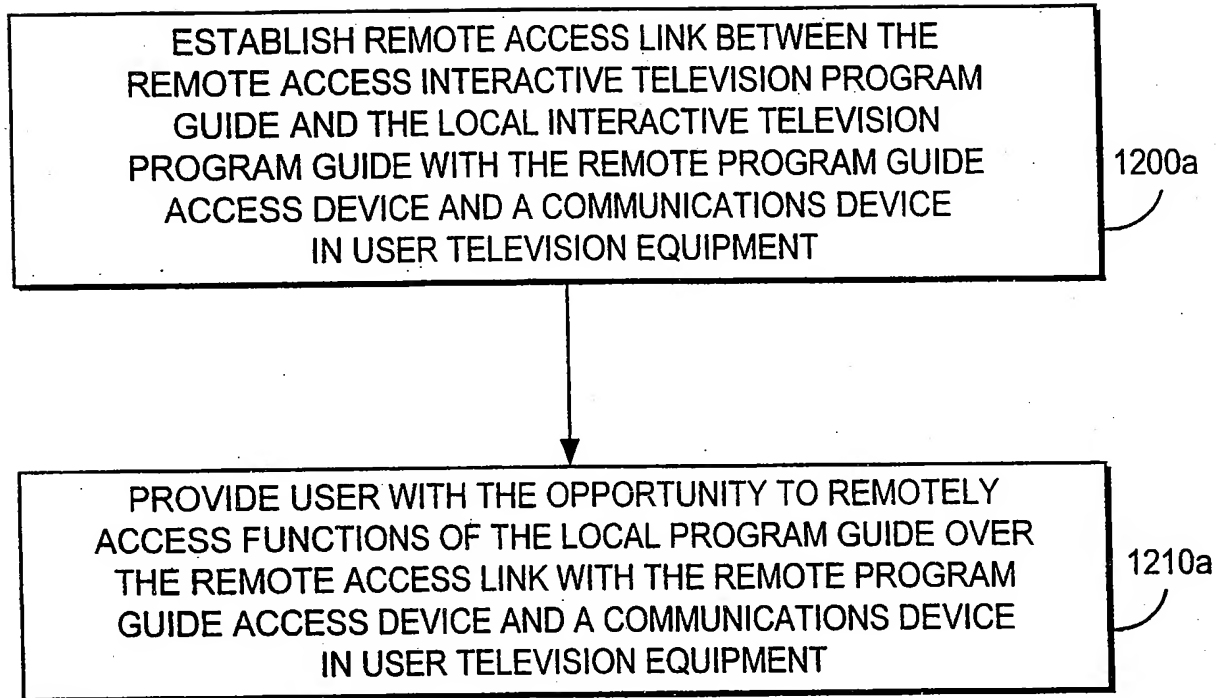 ESTABLISH REMOTE ACCESS LINK BETWEEN THE
REMOTE ACCESS INTERACTIVE TELEVISION PROGRAM
GUIDE AND THE LOCAL INTERACTIVE TELEVISION
PROGRAM GUIDE WITH THE REMOTE PROGRAM GUIDE
ACCESS DEVICE AND A COMMUNICATIONS DEVICE
IN USER TELEVISION EQUIPMENT
1200a
PROVIDE USER WITH THE OPPORTUNITY TO REMOTELY
ACCESS FUNCTIONS OF THE LOCAL PROGRAM GUIDE OVER
THE REMOTE ACCESS LINK WITH THE REMOTE PROGRAM
GUIDE ACCESS DEVICE AND A COMMUNICATIONS DEVICE
IN USER TELEVISION EQUIPMENT
1210a